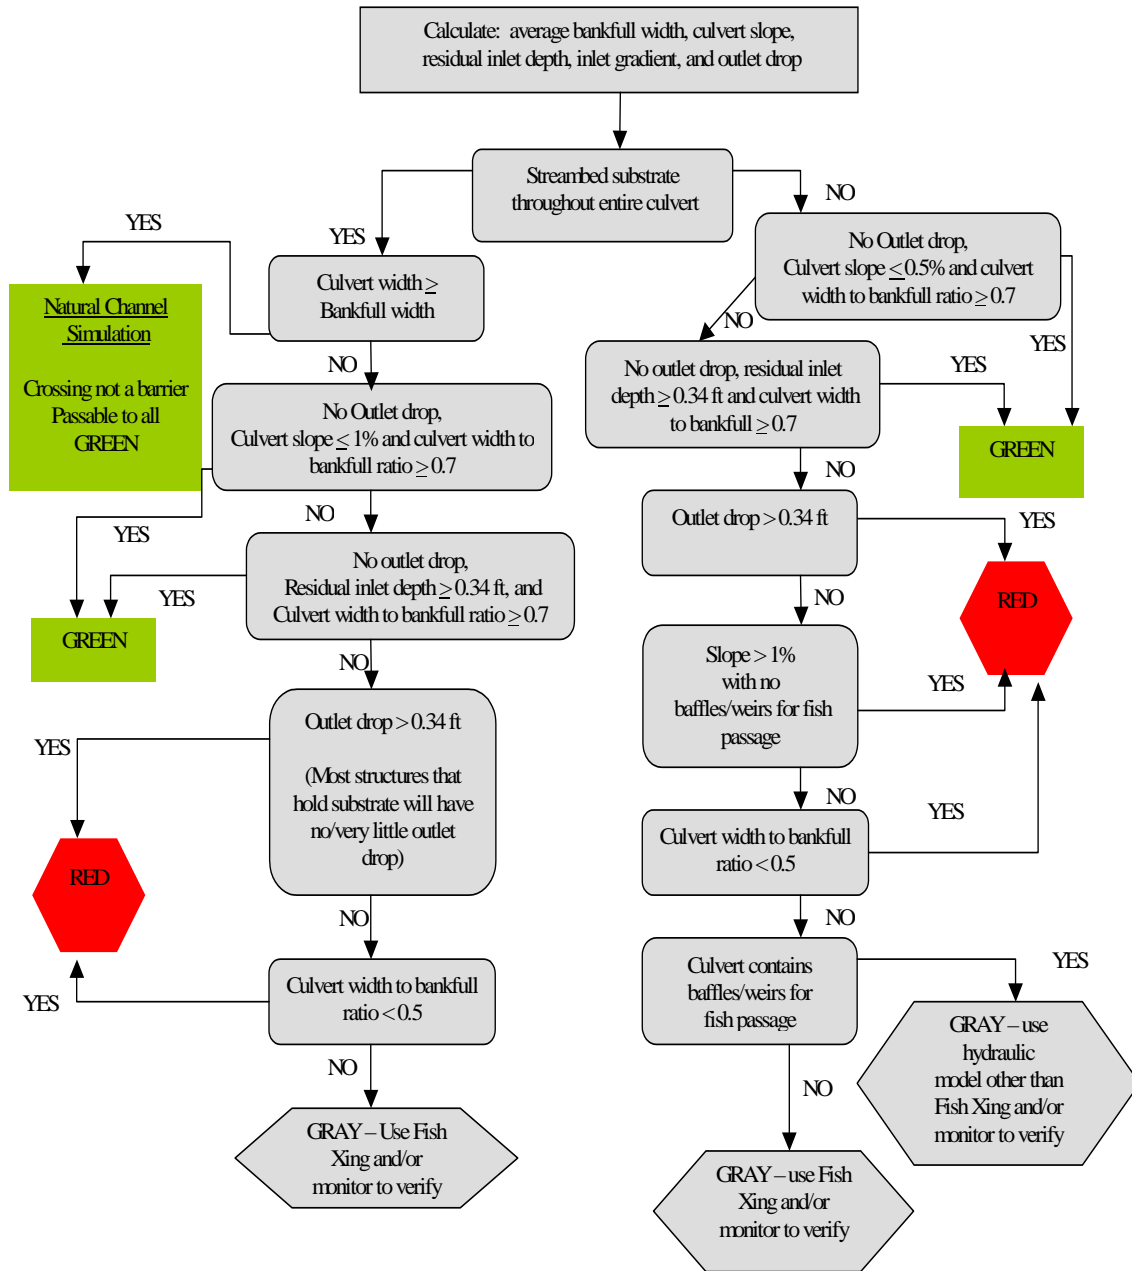 Calculate: average bankfull width, culvert slope,
residual inlet depth, inlet gradient, and outlet drop
Streambed substrate
throughout entire culvert
NO
YES
YES
No Outlet drop,
Culvert slope ≤ 0.5% and culvert
width to bankfull ratio ≥ 0.7
Culvert width ≥
Bankfull width
Natural Channel
Simulation
Crossing not a barrier
Passable to all
GREEN
NO
YES
NO
No outlet drop, residual inlet
depth ≥ 0.34 ft and culvert width
to bankfull ≥ 0.7
YES
No Outlet drop,
Culvert slope ≤ 1% and culvert width to
bankfull ratio ≥ 0.7
GREEN
NO
YES
NO
Outlet drop > 0.34 ft
YES
No outlet drop,
Residual inlet depth ≥ 0.34 ft, and
Culvert width to bankfull ratio ≥ 0.7
YES
GREEN
NO
RED
NO
Slope > 1%
with no
baffles/weirs for fish
passage
YES
Outlet drop > 0.34 ft
(Most structures that
hold substrate will have
no/very little outlet
drop)
YES
NO
YES
Culvert width to bankfull
ratio < 0.5
RED
NO
NO
Culvert contains
baffles/weirs for
fish passage
YES
Culvert width to bankfull
ratio < 0.5
YES
NO
NO
GRAY – use
hydraulic
model other than
Fish Xing and/or
monitor to verify
GRAY – Use Fish
Xing and/or
monitor to verify
GRAY – use Fish
Xing and/or
monitor to verify